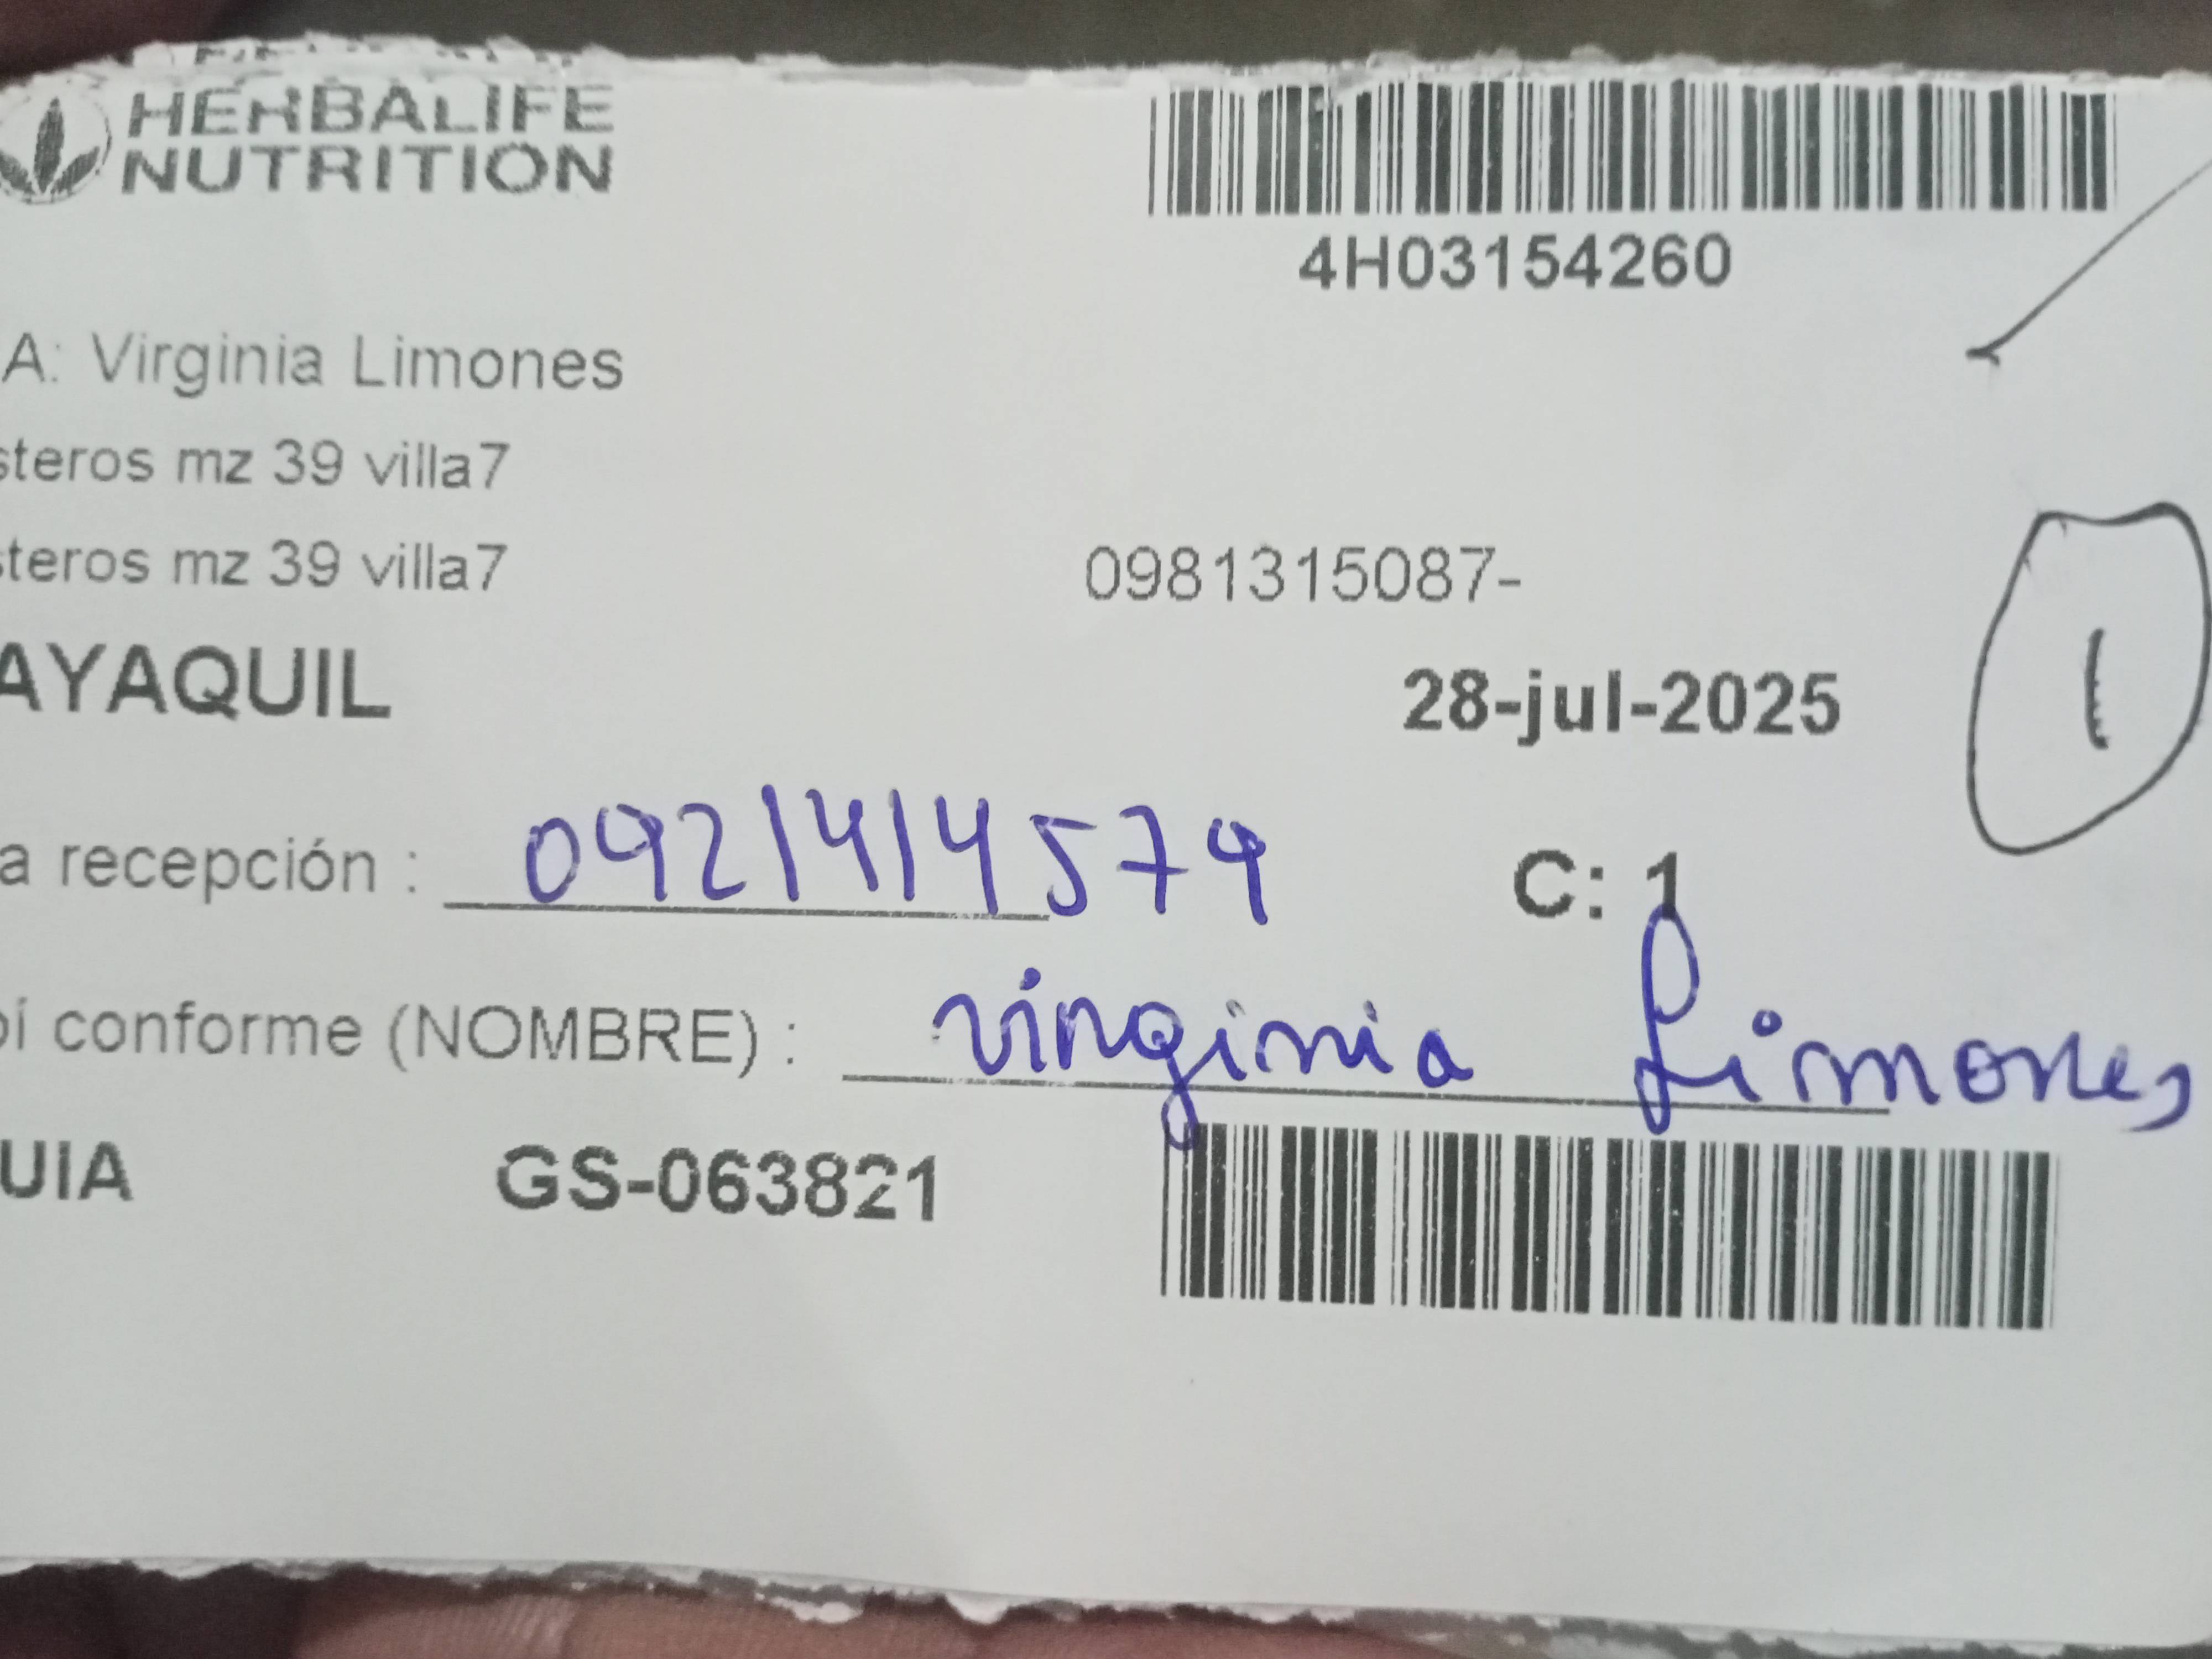 HERBALIFE
NUTRITION
4H03154260
A: Virginia Limones
steros mz 39 villa7
steros mz 39 villa7 0981315087-
AYAQUIL 28-jul-2025
1
a recepción : 0921414579 C: 1
bí conforme (NOMBRE) : virginia Limones
UIA GS-063821